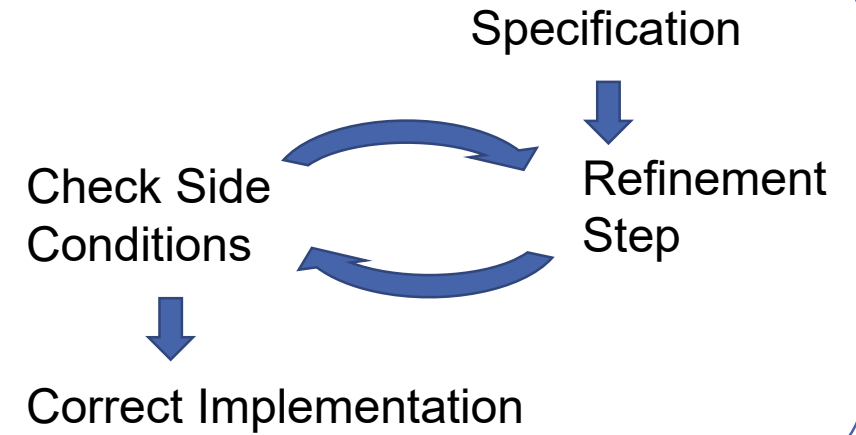 Specification
Check Side
Conditions
Refinement
Step
Correct Implementation